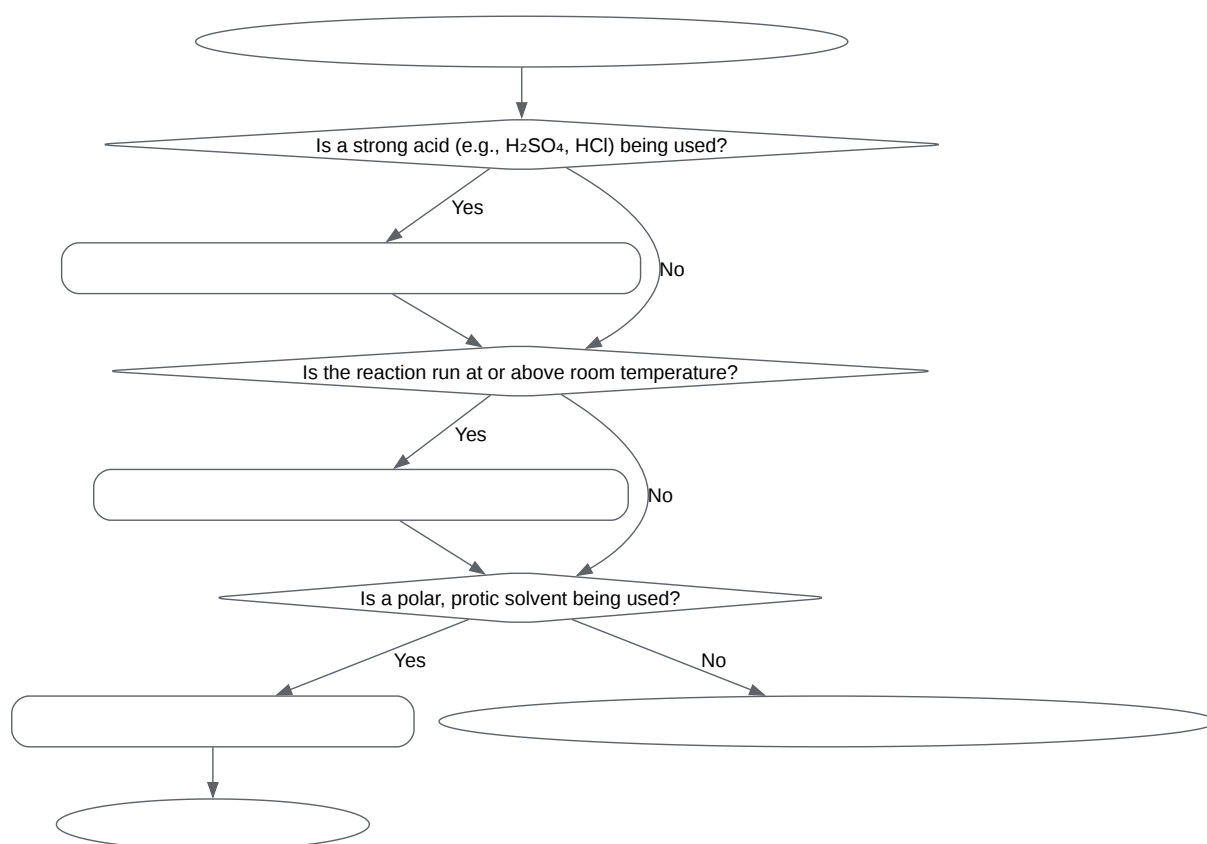 Is a strong acid (e.g., H₂SO₄, HCl) being used?
Yes
No
Is the reaction run at or above room temperature?
Yes
No
Is a polar, protic solvent being used?
Yes
No